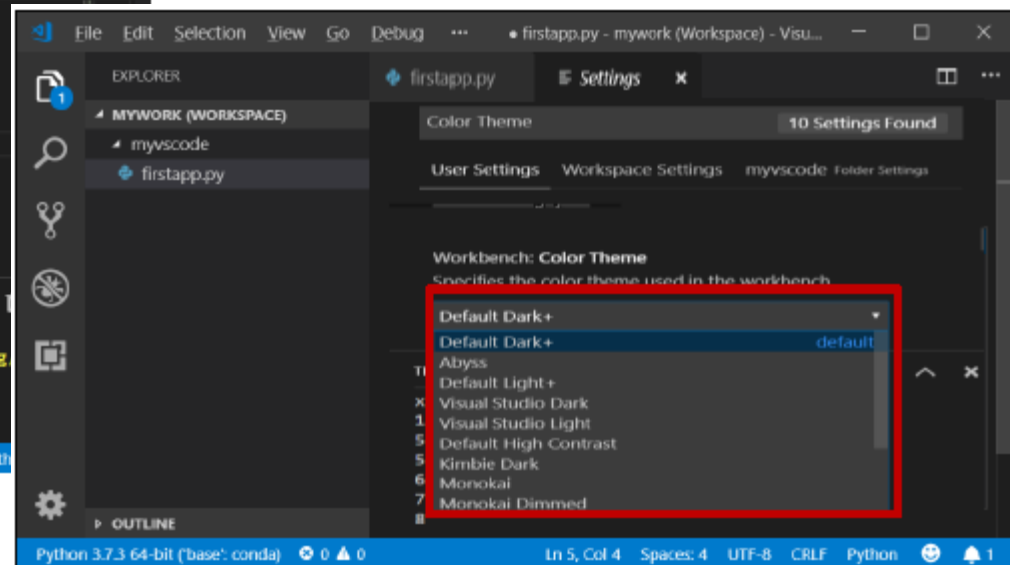 File Edit Selection View Go Debug ··· ● firstapp.py - mywork (Workspace) - Visu...
EXPLORER
1
MYWORK (WORKSPACE)
myvscode
firstapp.py
OUTLINE
firstapp.py Settings
Color Theme 10 Settings Found
User Settings Workspace Settings myvscode Folder Settings
Workbench: Color Theme
Specifies the color theme used in the workbench
Default Dark+
Default Dark+ default
Abyss
Default Light+
Visual Studio Dark
Visual Studio Light
Default High Contrast
Kimbie Dark
Monokai
Monokai Dimmed
Python 3.7.3 64-bit ('base': conda) 0 0 Ln 5, Col 4 Spaces: 4 UTF-8 CRLF Python 1